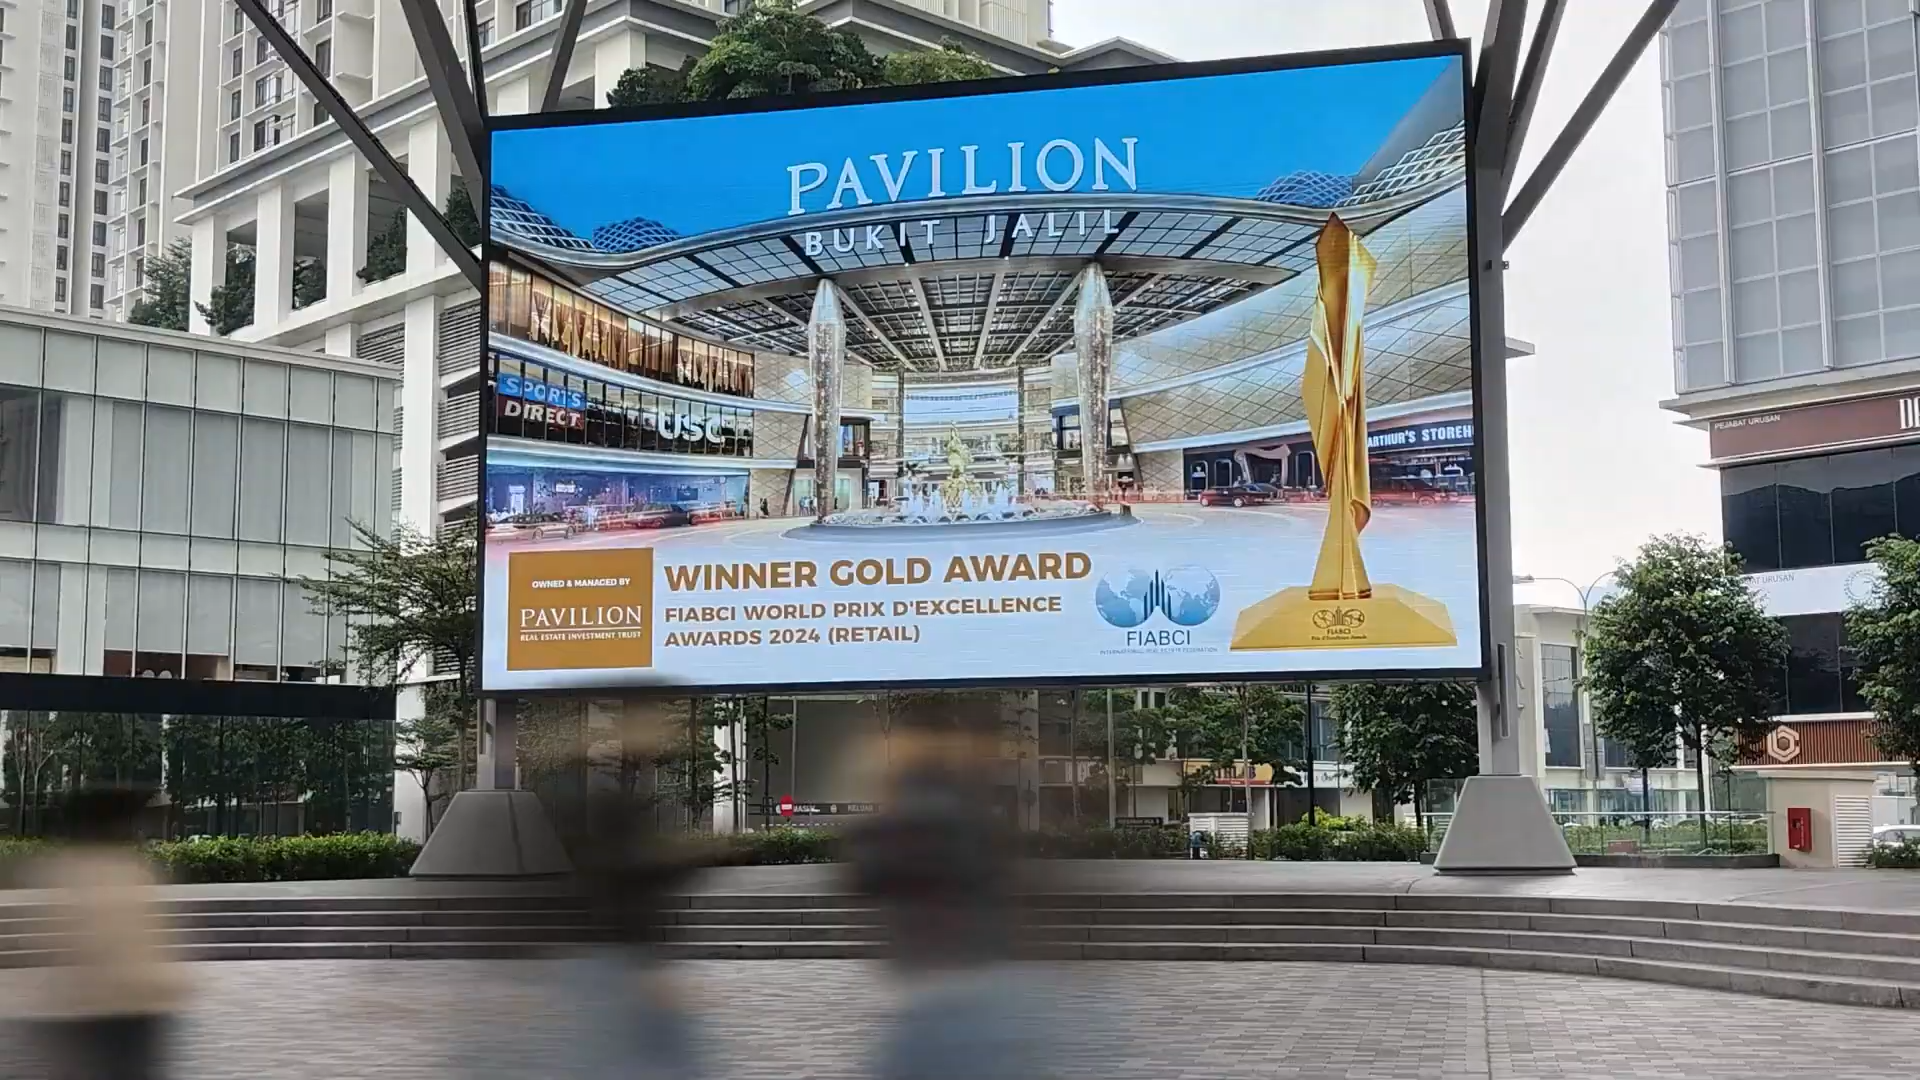 PAVILION
BUKIT JALIL
SPORTS
DIRECT
USC
ARTHUR'S STOREH
OWNED & MANAGED BY
PAVILION
REAL ESTATE INVESTMENT TRUST
WINNER GOLD AWARD
FIABCI WORLD PRIX D'EXCELLENCE
AWARDS 2024 (RETAIL)
FIABCI
INTERNATIONAL REAL ESTATE FEDERATION
FIABCI
Prix d'Excellence Awards
PEJABAT URUSAN
KELUAR